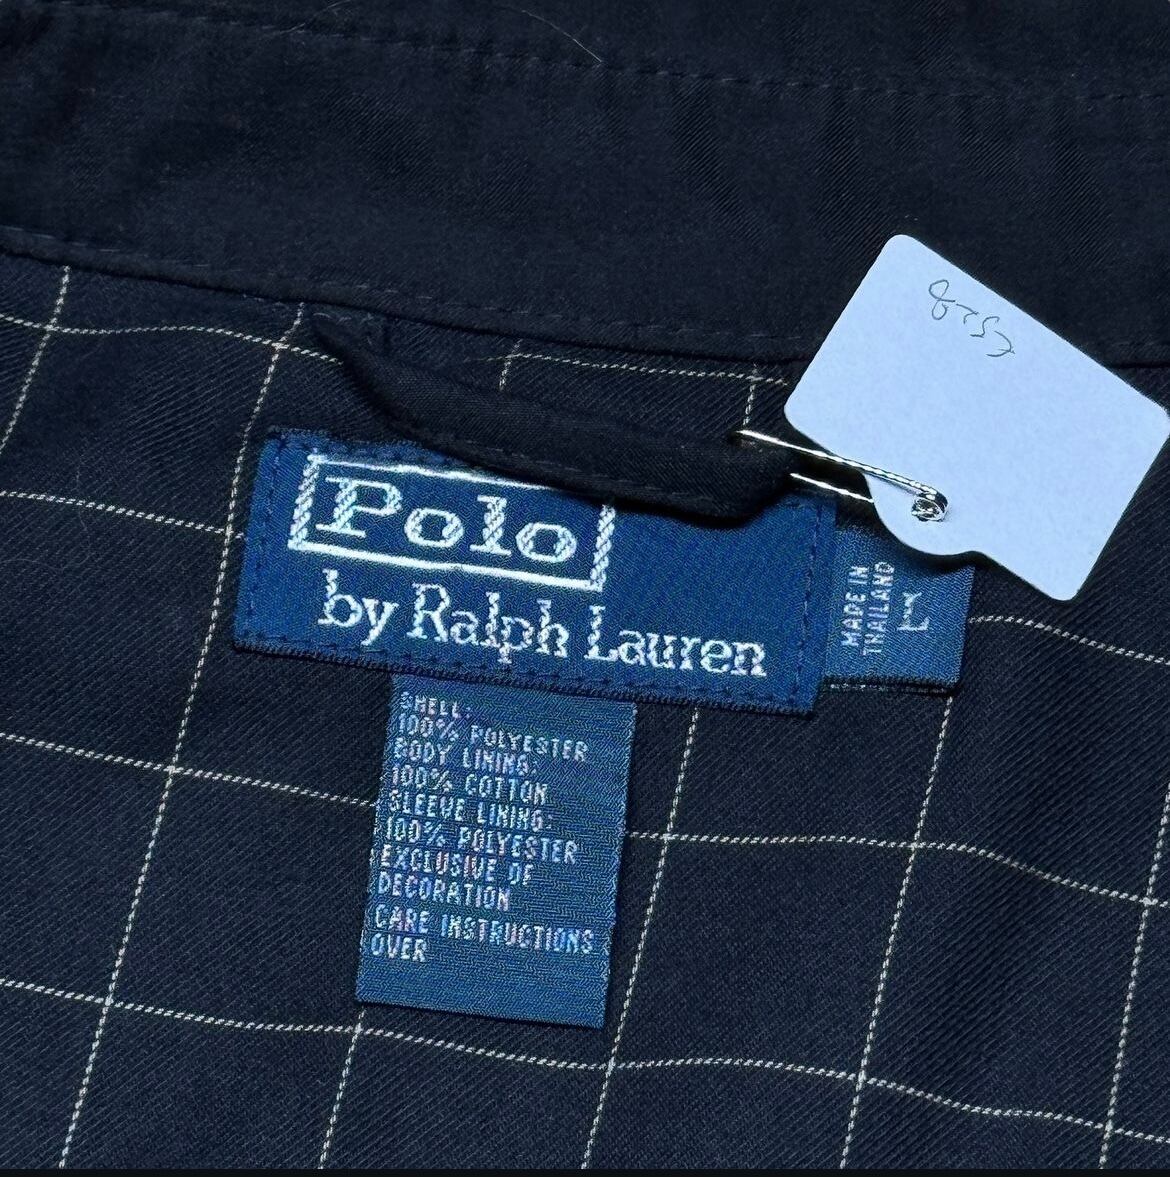 Polo
by Ralph Lauren
MADE IN
THAILAND
L
SHELL:
100% POLYESTER
BODY LINING:
100% COTTON
SLEEVE LINING:
100% POLYESTER
EXCLUSIVE OF
DECORATION
CARE INSTRUCTIONS
OVER